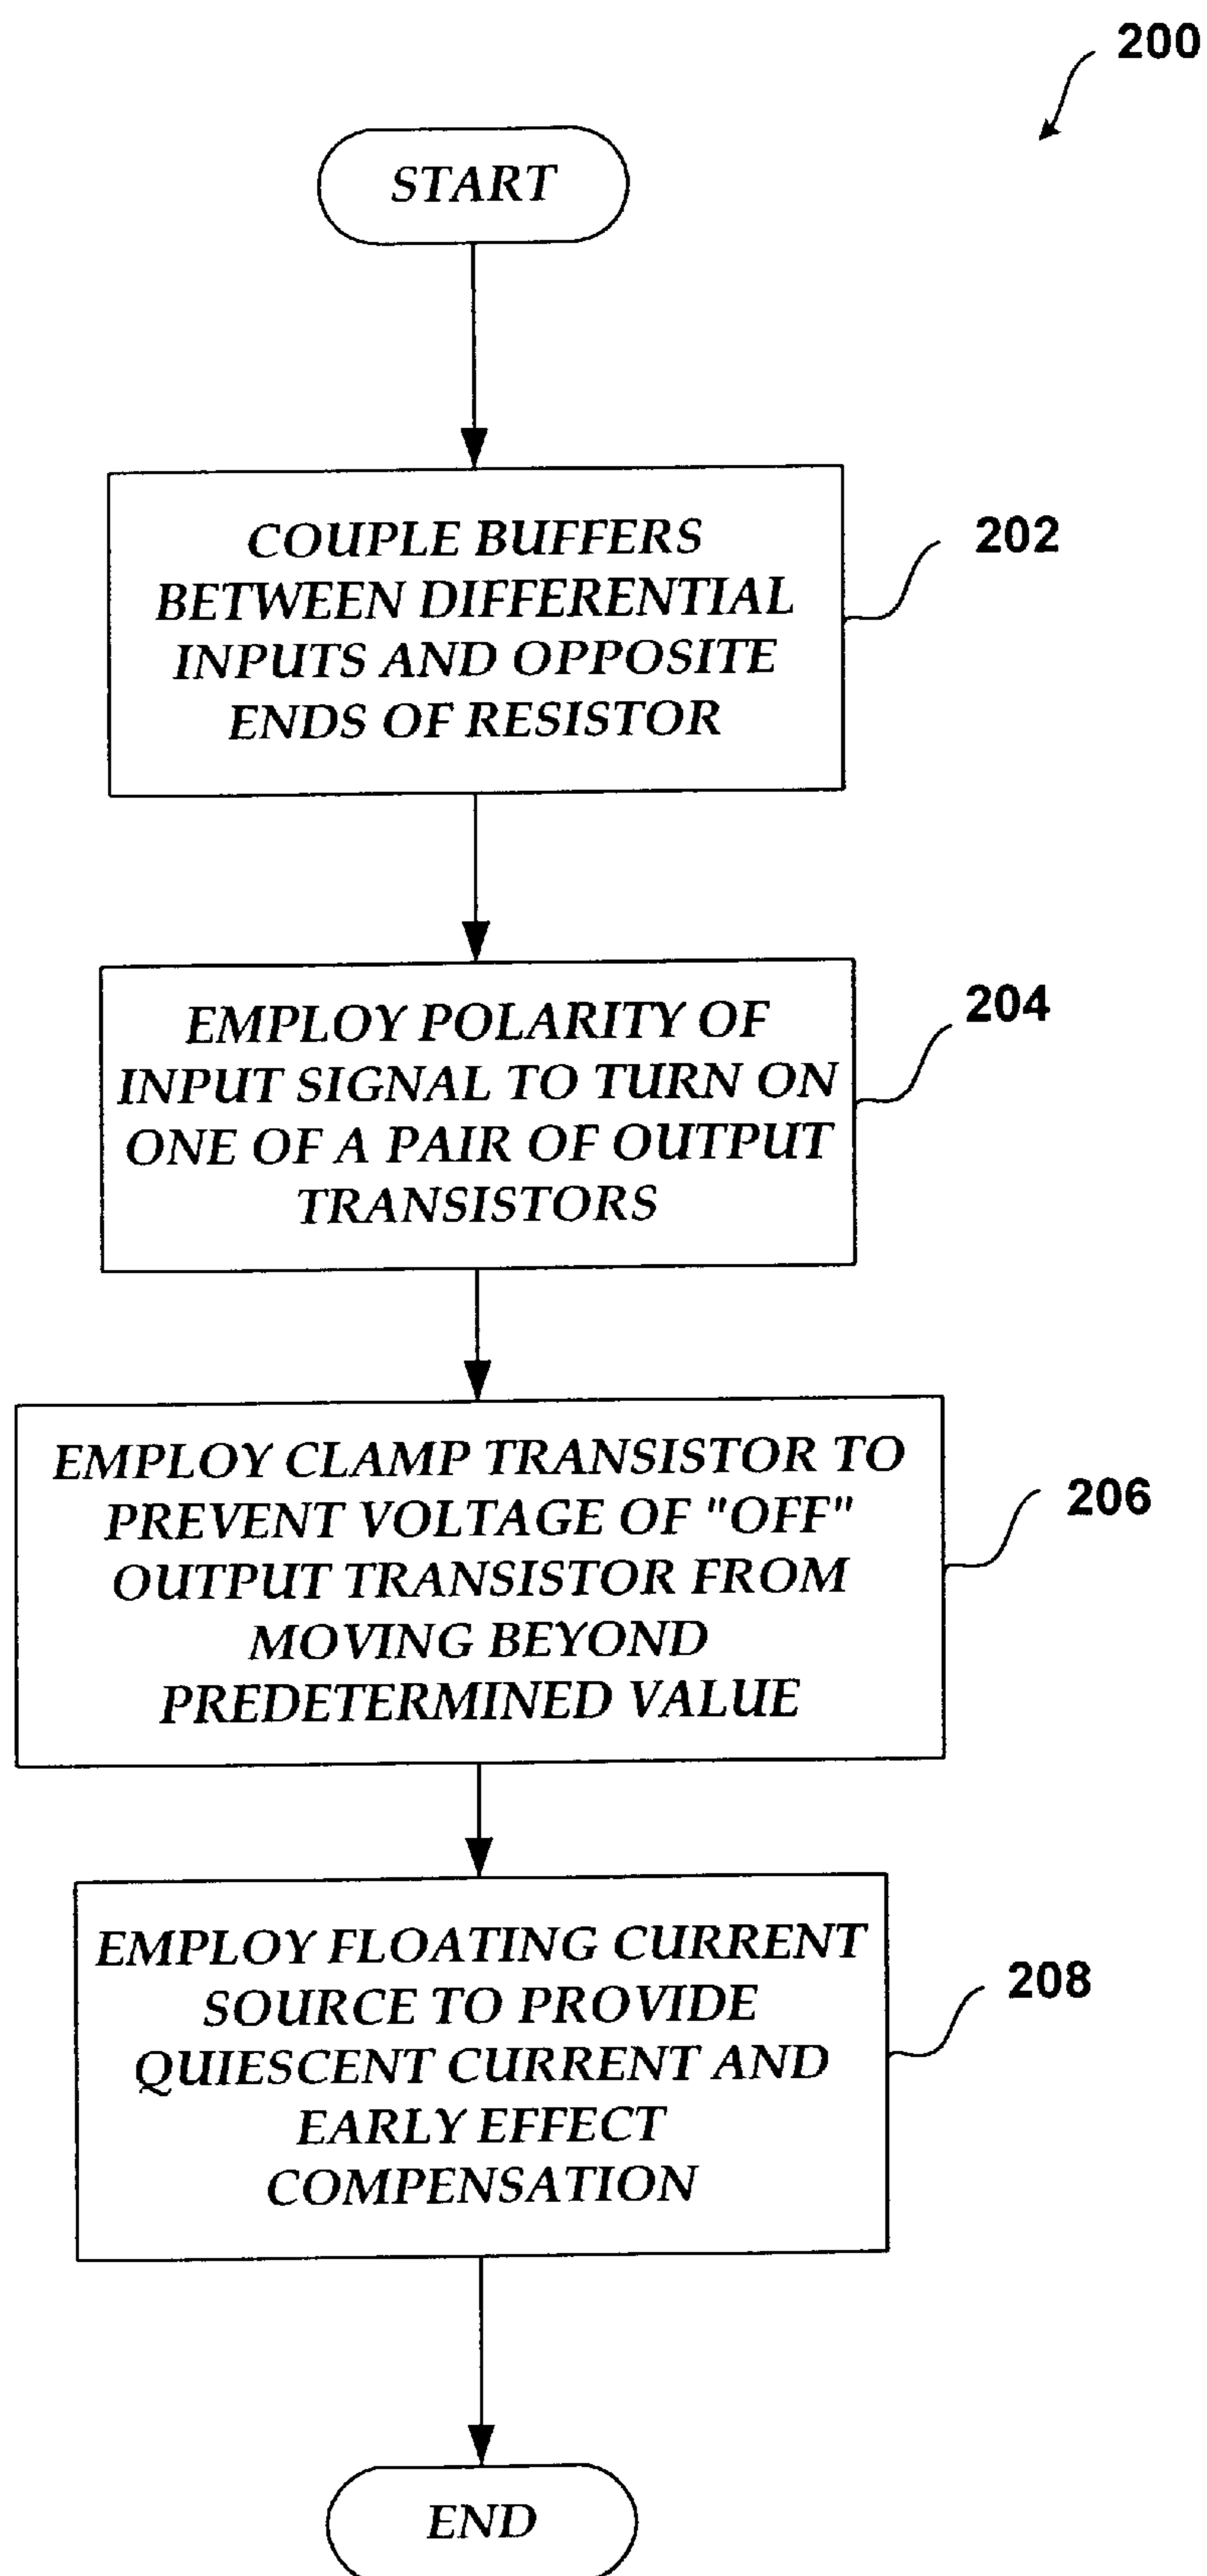 200
START
COUPLE BUFFERS
BETWEEN DIFFERENTIAL
INPUTS AND OPPOSITE
ENDS OF RESISTOR
202
EMPLOY POLARITY OF
INPUT SIGNAL TO TURN ON
ONE OF A PAIR OF OUTPUT
TRANSISTORS
204
EMPLOY CLAMP TRANSISTOR TO
PREVENT VOLTAGE OF "OFF"
OUTPUT TRANSISTOR FROM
MOVING BEYOND
PREDETERMINED VALUE
206
EMPLOY FLOATING CURRENT
SOURCE TO PROVIDE
QUIESCENT CURRENT AND
EARLY EFFECT
COMPENSATION
208
END